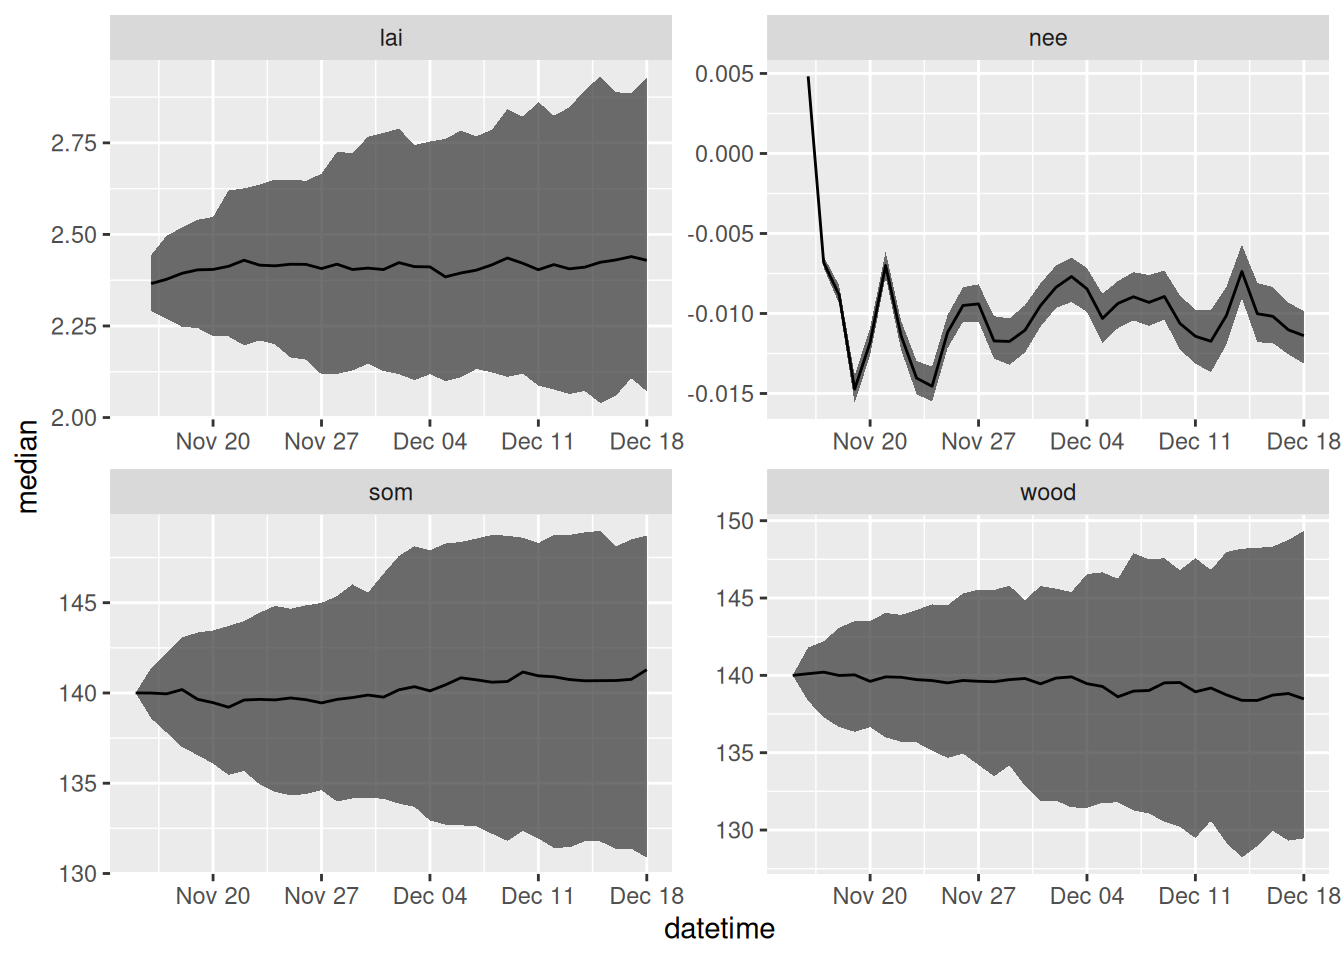 lai
nee
2.75
2.50
2.25
2.00
0.005
0.000
-0.005
-0.010
-0.015
Nov 20 Nov 27 Dec 04 Dec 11 Dec 18
Nov 20 Nov 27 Dec 04 Dec 11 Dec 18
median
som
wood
145
140
135
130
150
145
140
135
130
Nov 20 Nov 27 Dec 04 Dec 11 Dec 18
Nov 20 Nov 27 Dec 04 Dec 11 Dec 18
datetime